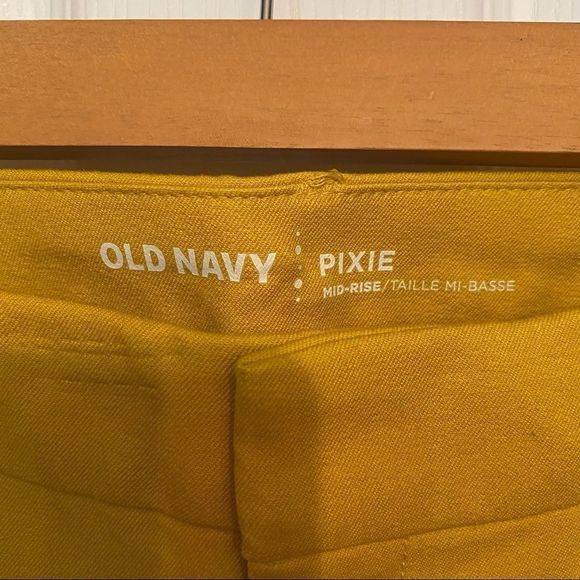 OLD NAVY
PIXIE
MID-RISE/TAILLE MI-BASSE